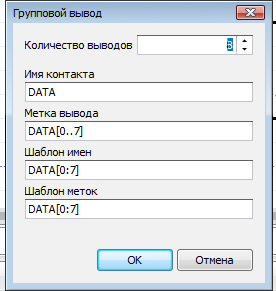 Групповой вывод
Количество выводов
Имя контакта
DATA
Метка вывода
DATA[0..7]
Шаблон имен
DATA[0:7]
Шаблон меток
DATA[0:7]
OK
Отмена